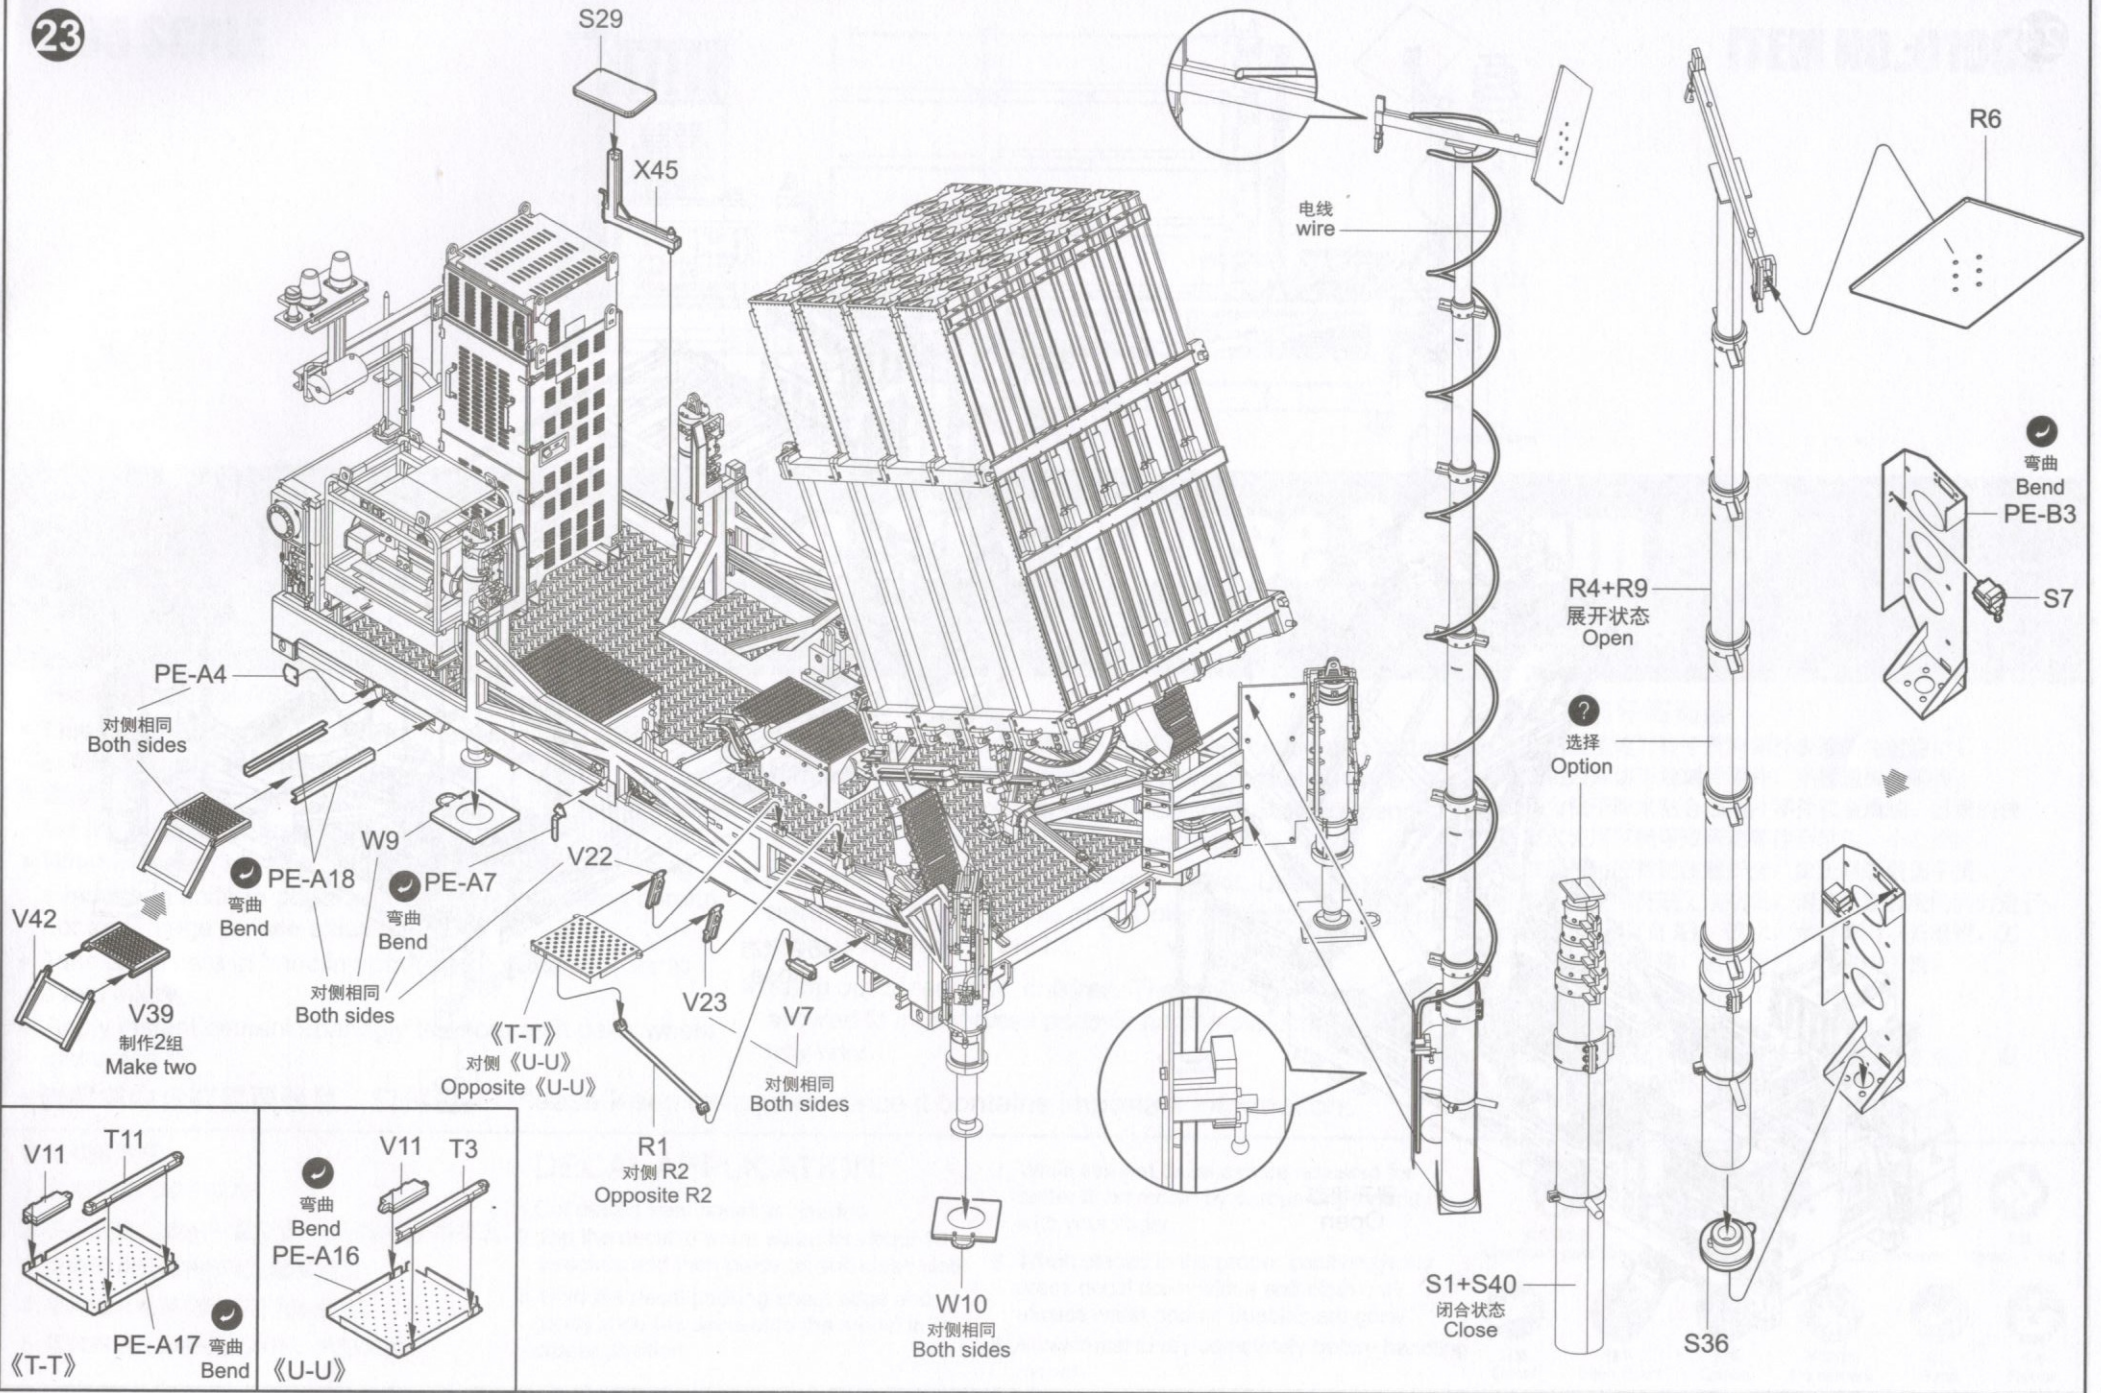 23
S29
X45
电线
wire
R6
弯曲
Bend
PE-B3
S7
R4+R9
展开状态
Open
?
选择
Option
PE-A4
对侧相同
Both sides
W9
PE-A18
弯曲
Bend
PE-A7
弯曲
Bend
对侧相同
Both sides
V42
V39
制作2组
Make two
V22
V23
V7
《T-T》
对侧《U-U》
Opposite《U-U》
对侧相同
Both sides
R1
对侧 R2
Opposite R2
W10
对侧相同
Both sides
S1+S40
闭合状态
Close
S36
V11
T11
PE-A17
弯曲
Bend
《T-T》
弯曲
Bend
PE-A16
V11
T3
《U-U》